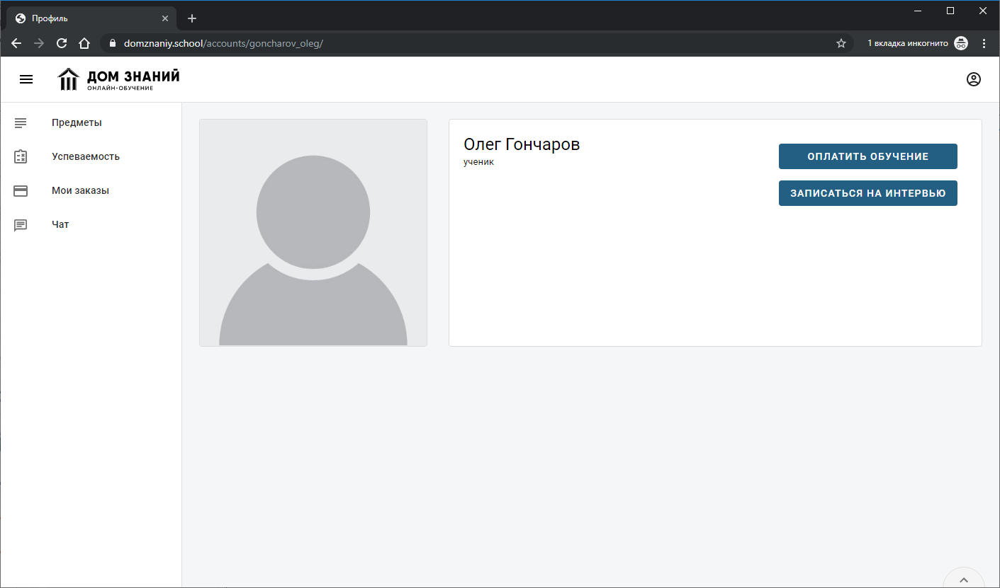 Профиль
domznaniy.school/accounts/goncharov_oleg/
1 вкладка инкогнито
ДОМ ЗНАНИЙ
ОНЛАЙН-ОБУЧЕНИЕ
Предметы
Успеваемость
Мои заказы
Чат
Олег Гончаров
ученик
ОПЛАТИТЬ ОБУЧЕНИЕ
ЗАПИСАТЬСЯ НА ИНТЕРВЬЮ